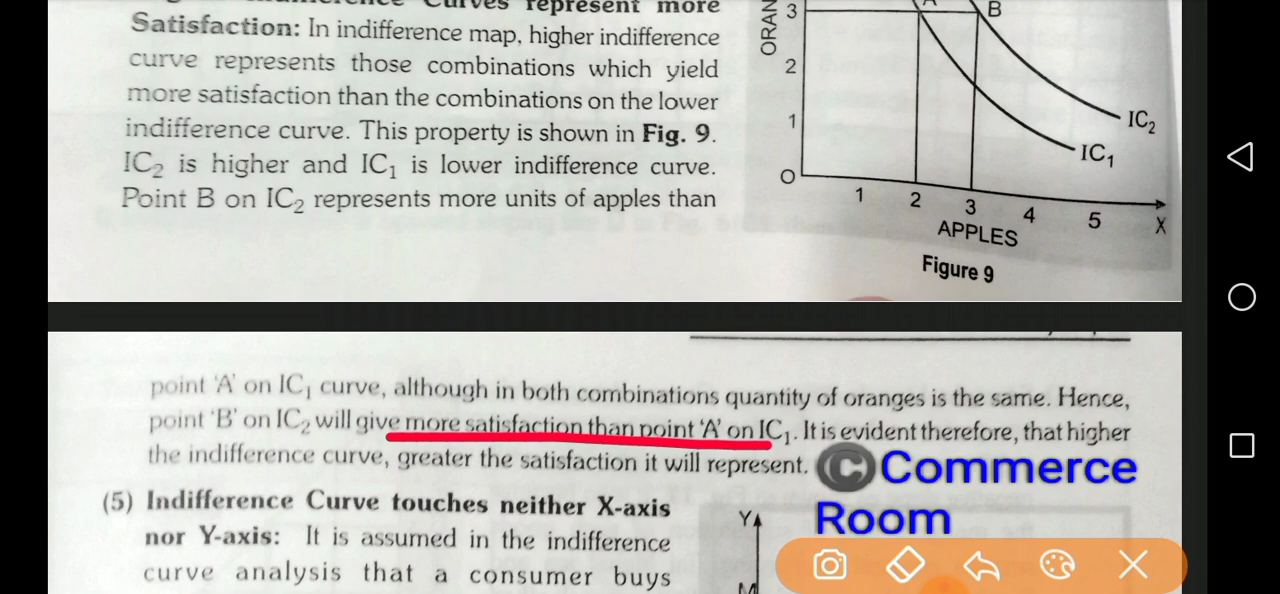 Curves represent more
Satisfaction: In indifference map, higher indifference
curve represents those combinations which yield
more satisfaction than the combinations on the lower
indifference curve. This property is shown in Fig. 9.
IC₂ is higher and IC₁ is lower indifference curve.
Point B on IC₂ represents more units of apples than
ORAN
3
2
1
O
A
B
IC₂
IC₁
1 2 3 4 5 X
APPLES
Figure 9
point 'A' on IC₁ curve, although in both combinations quantity of oranges is the same. Hence,
point 'B' on IC₂ will give more satisfaction than point 'A' on IC₁. It is evident therefore, that higher
the indifference curve, greater the satisfaction it will represent.
© Commerce
Room
(5) Indifference Curve touches neither X-axis
nor Y-axis: It is assumed in the indifference
curve analysis that a consumer buys
Y
M